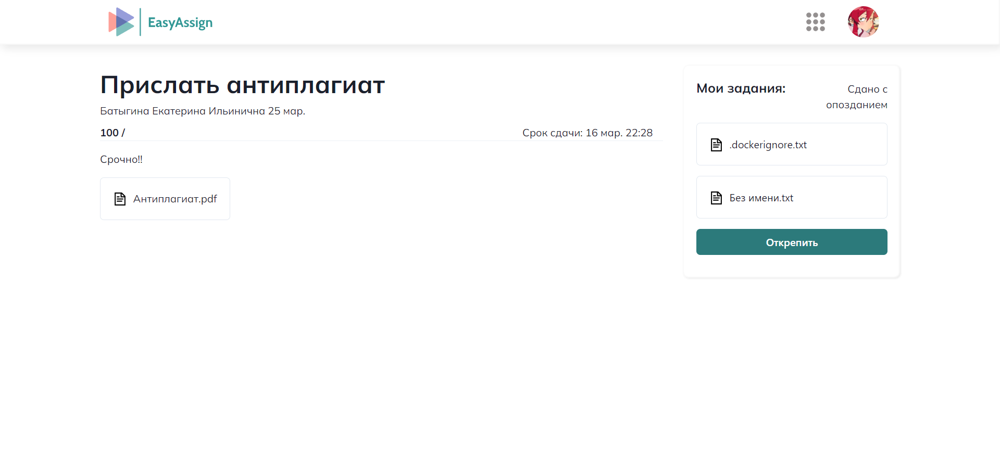 EasyAssign
Прислать антиплагиат
Батыгина Екатерина Ильинична 25 мар.
100 /
Срок сдачи: 16 мар. 22:28
Срочно!!
Антиплагиат.pdf
Мои задания:
Сдано с
опозданием
.dockerignore.txt
Без имени.txt
Открепить